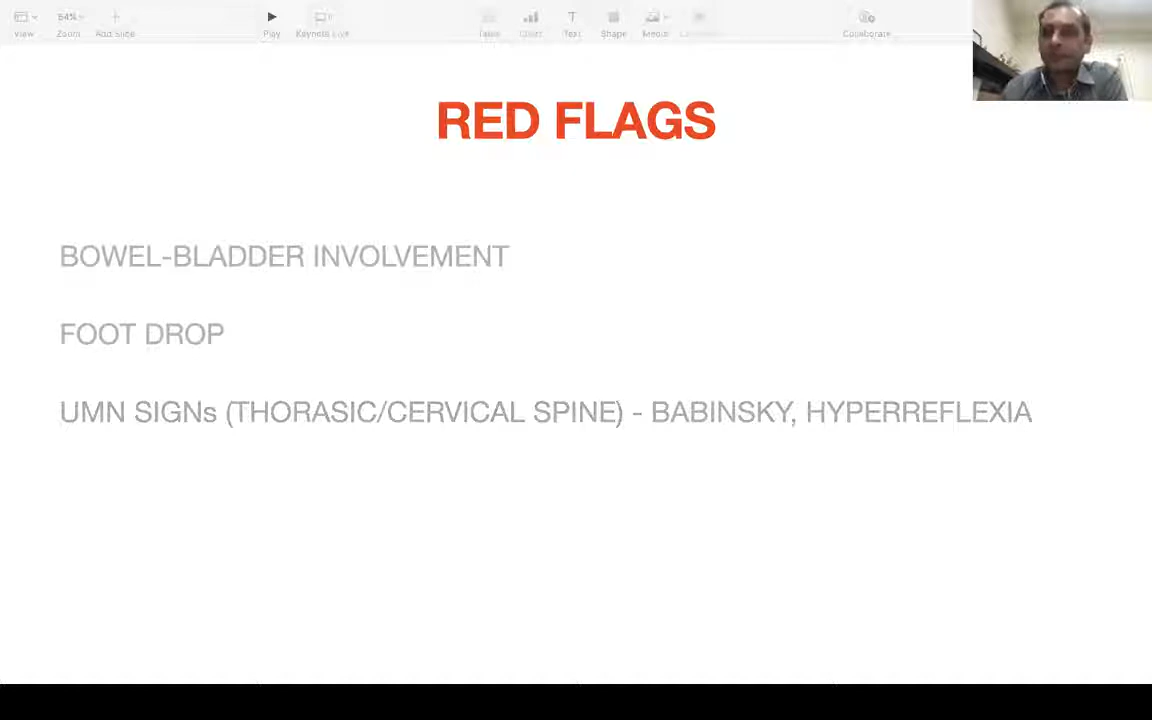 View
54%
Zoom
Add Slide
Play
Keynote Live
Table
Chart
Text
Shape
Media
Collaborate
RED FLAGS
BOWEL-BLADDER INVOLVEMENT
FOOT DROP
UMN SIGNs (THORASIC/CERVICAL SPINE) - BABINSKY, HYPERREFLEXIA